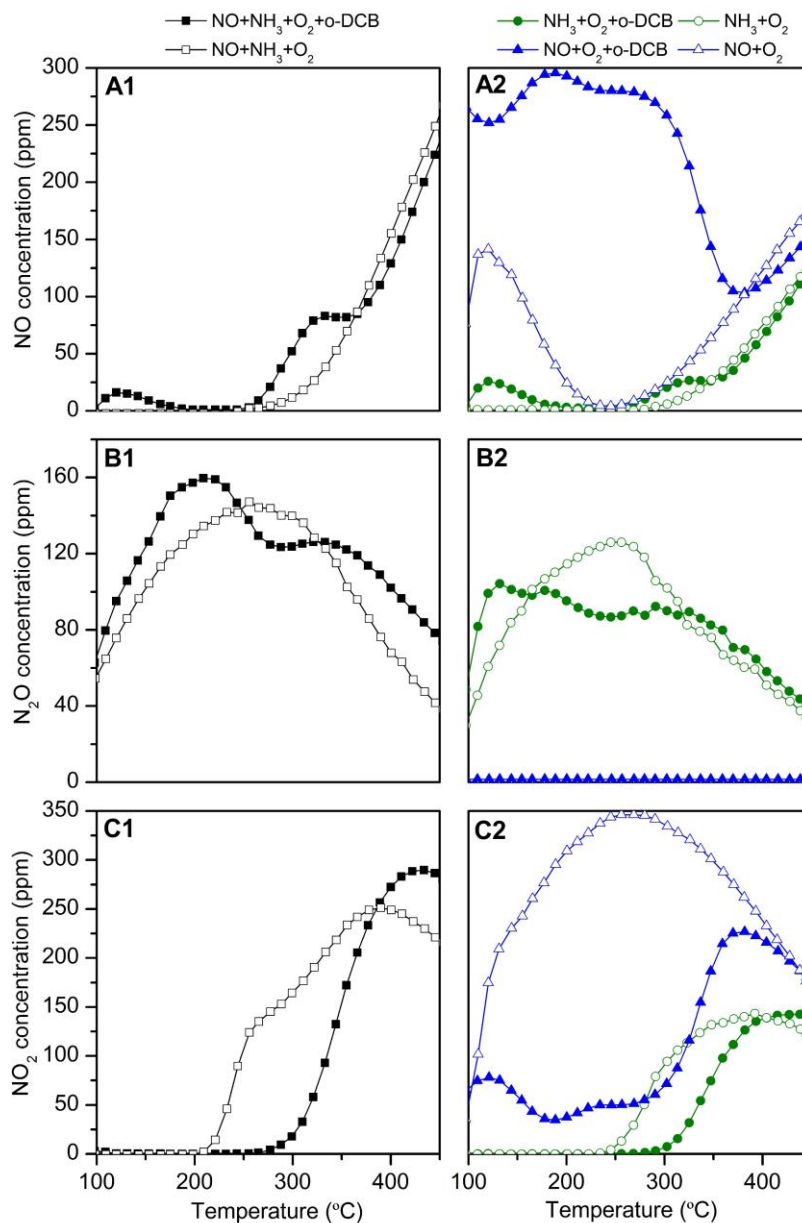 NO+NH₃+O₂+o-DCB
NO+NH₃+O₂
NH₃+O₂+o-DCB NH₃+O₂
NO+O₂+o-DCB NO+O₂
A1
NO concentration (ppm)
300
250
200
150
100
50
0
A2
B1
N₂O concentration (ppm)
160
120
80
40
0
B2
C1
NO₂ concentration (ppm)
350
300
250
200
150
100
50
0
100 200 300 400
Temperature (ºC)
C2
100 200 300 400
Temperature (ºC)